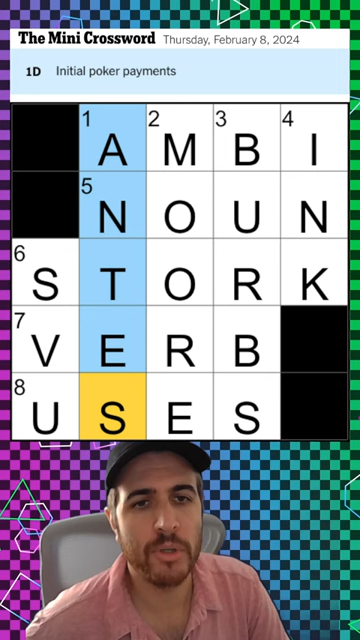 The Mini Crossword Thursday, February 8, 2024
1D Initial poker payments
1 A 2 M 3 B 4 I
5 N O U N
6 S T O R K
7 V E R B
8 U S E S